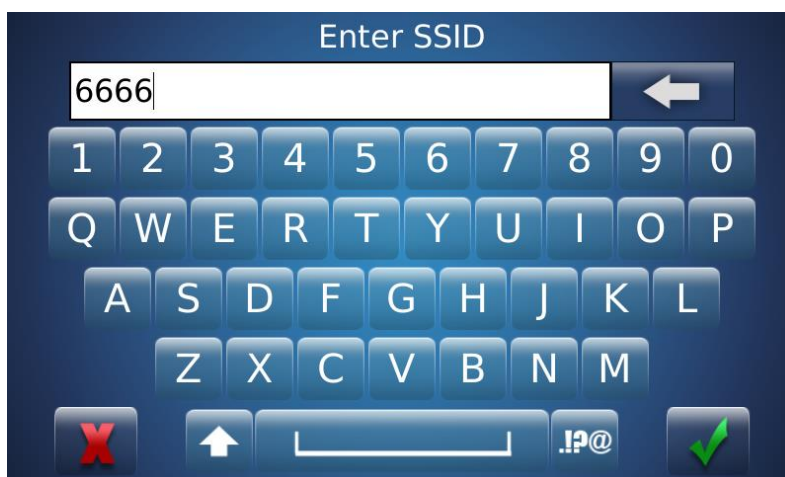 Enter SSID
6666
1 2 3 4 5 6 7 8 9 0
Q W E R T Y U I O P
A S D F G H J K L
Z X C V B N M
.!?@